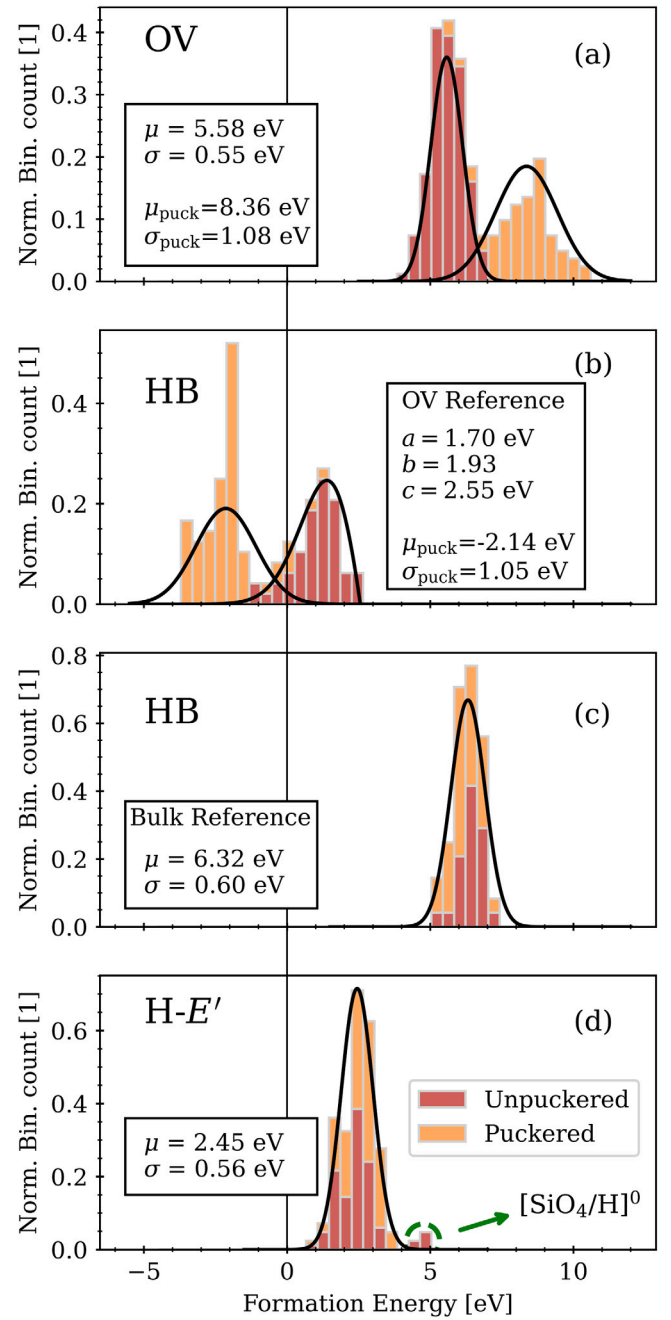 OV
(a)
μ = 5.58 eV
σ = 0.55 eV
μpuck=8.36 eV
σpuck=1.08 eV
Norm. Bin. count [1]
0.4
0.3
0.2
0.1
0.0
HB
(b)
OV Reference
a = 1.70 eV
b = 1.93
c = 2.55 eV
μpuck=-2.14 eV
σpuck=1.05 eV
Norm. Bin. count [1]
0.4
0.2
0.0
HB
(c)
Bulk Reference
μ = 6.32 eV
σ = 0.60 eV
Norm. Bin. count [1]
0.8
0.6
0.4
0.2
0.0
H-E′
(d)
Unpuckered
Puckered
μ = 2.45 eV
σ = 0.56 eV
[SiO₄/H]⁰
Norm. Bin. count [1]
0.6
0.4
0.2
0.0
−5 0 5 10
Formation Energy [eV]